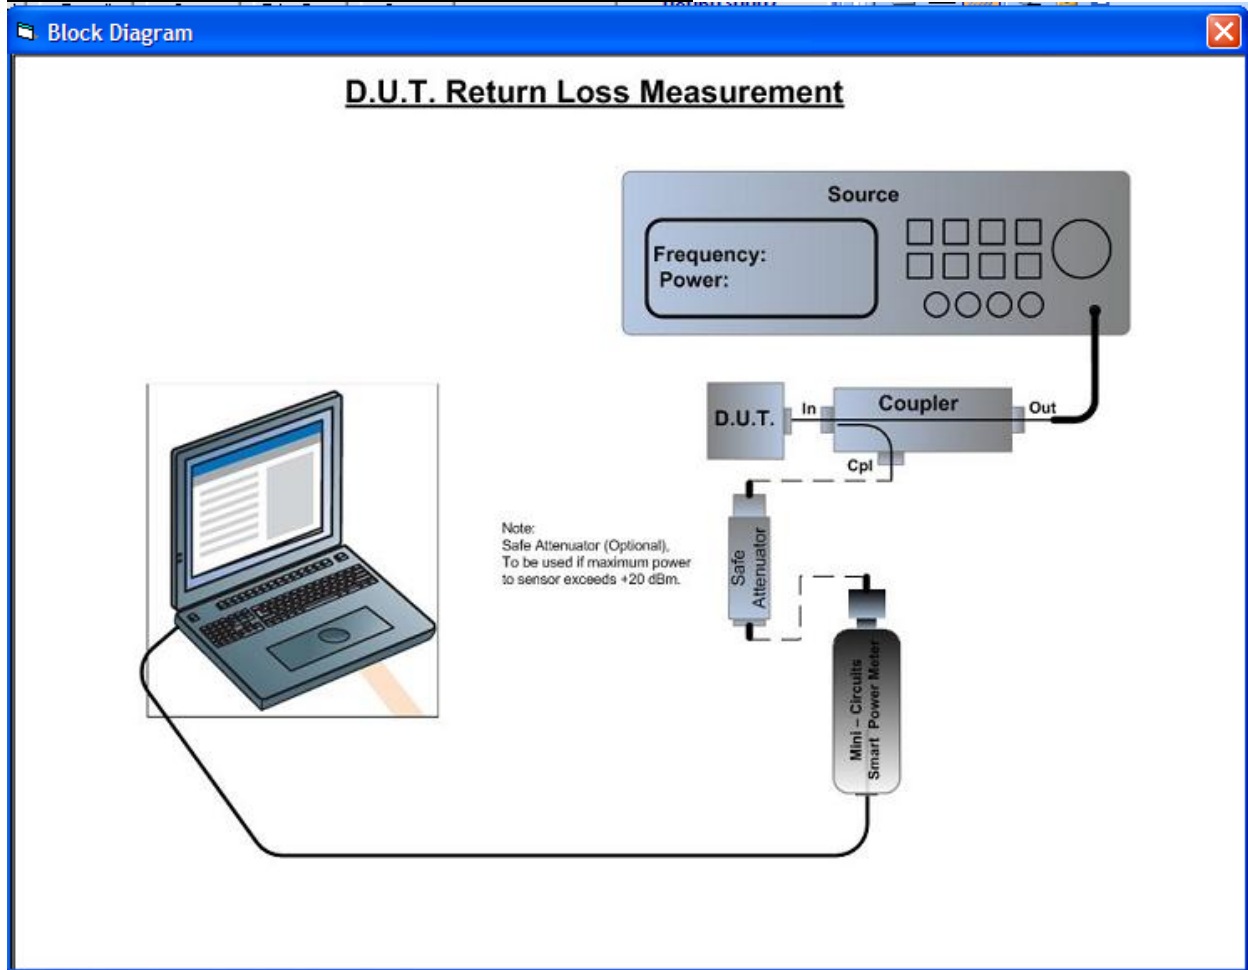 Block Diagram
D.U.T. Return Loss Measurement
Source
Frequency:
Power:
D.U.T.
In
Coupler
Out
Cpl
Note:
Safe Attenuator (Optional),
To be used if maximum power
to sensor exceeds +20 dBm.
Safe
Attenuator
Mini – Circuits
Smart Power Meter